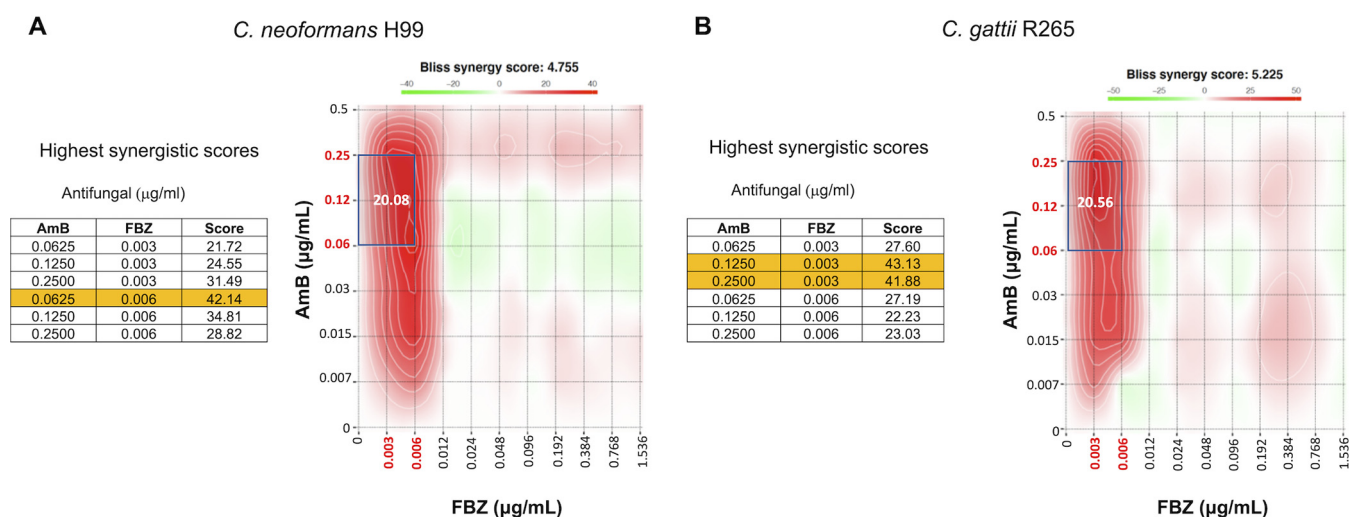 A
C. neoformans H99
Bliss synergy score: 4.755
-40 -20 0 20 40
Highest synergistic scores
Antifungal (μg/ml)
AmB FBZ Score
0.0625 0.003 21.72
0.1250 0.003 24.55
0.2500 0.003 31.49
0.0625 0.006 42.14
0.1250 0.006 34.81
0.2500 0.006 28.82
AmB (μg/mL)
0.5
0.25
0.12
0.06
0.03
0.015
0.007
0
20.08
0 0.003 0.006 0.012 0.024 0.048 0.096 0.192 0.384 0.768 1.536
FBZ (μg/mL)
B
C. gattii R265
Bliss synergy score: 5.225
-50 -25 0 25 50
Highest synergistic scores
Antifungal (μg/ml)
AmB FBZ Score
0.0625 0.003 27.60
0.1250 0.003 43.13
0.2500 0.003 41.88
0.0625 0.006 27.19
0.1250 0.006 22.23
0.2500 0.006 23.03
AmB (μg/mL)
0.5
0.25
0.12
0.06
0.03
0.015
0.007
0
20.56
0 0.003 0.006 0.012 0.024 0.048 0.096 0.192 0.384 0.768 1.536
FBZ (μg/mL)